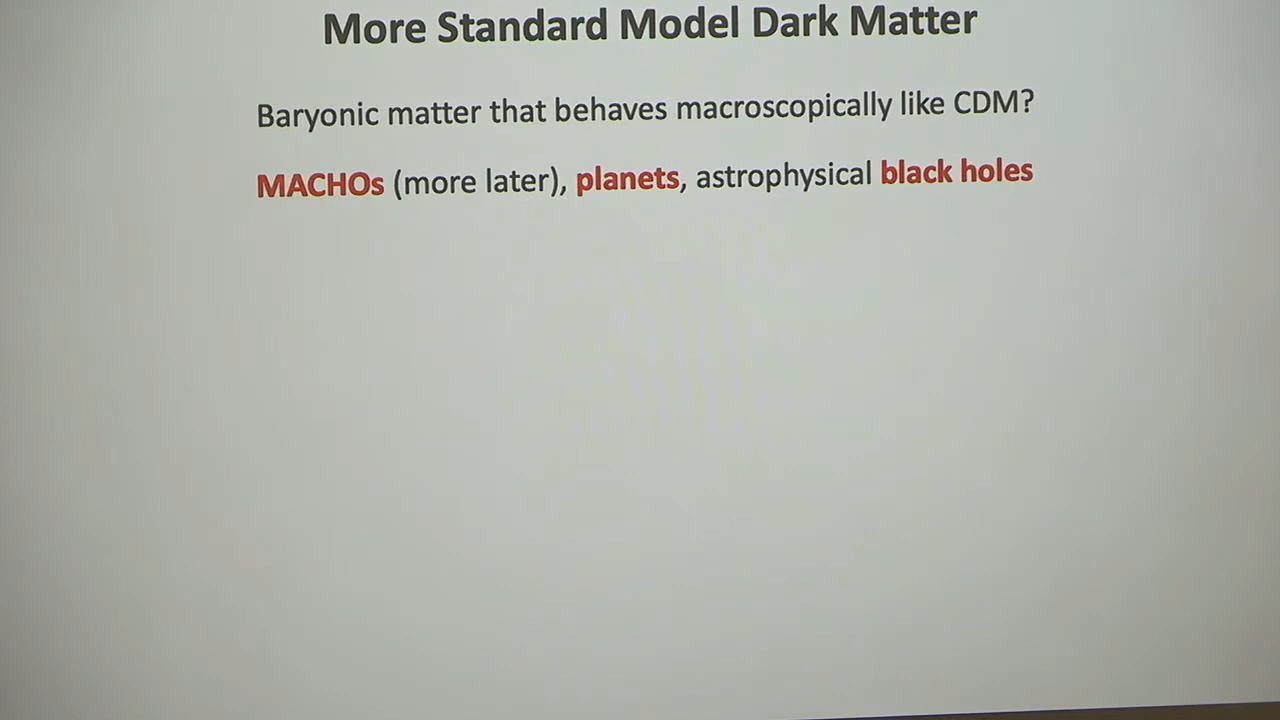 More Standard Model Dark Matter
Baryonic matter that behaves macroscopically like CDM?
MACHOs (more later), planets, astrophysical black holes